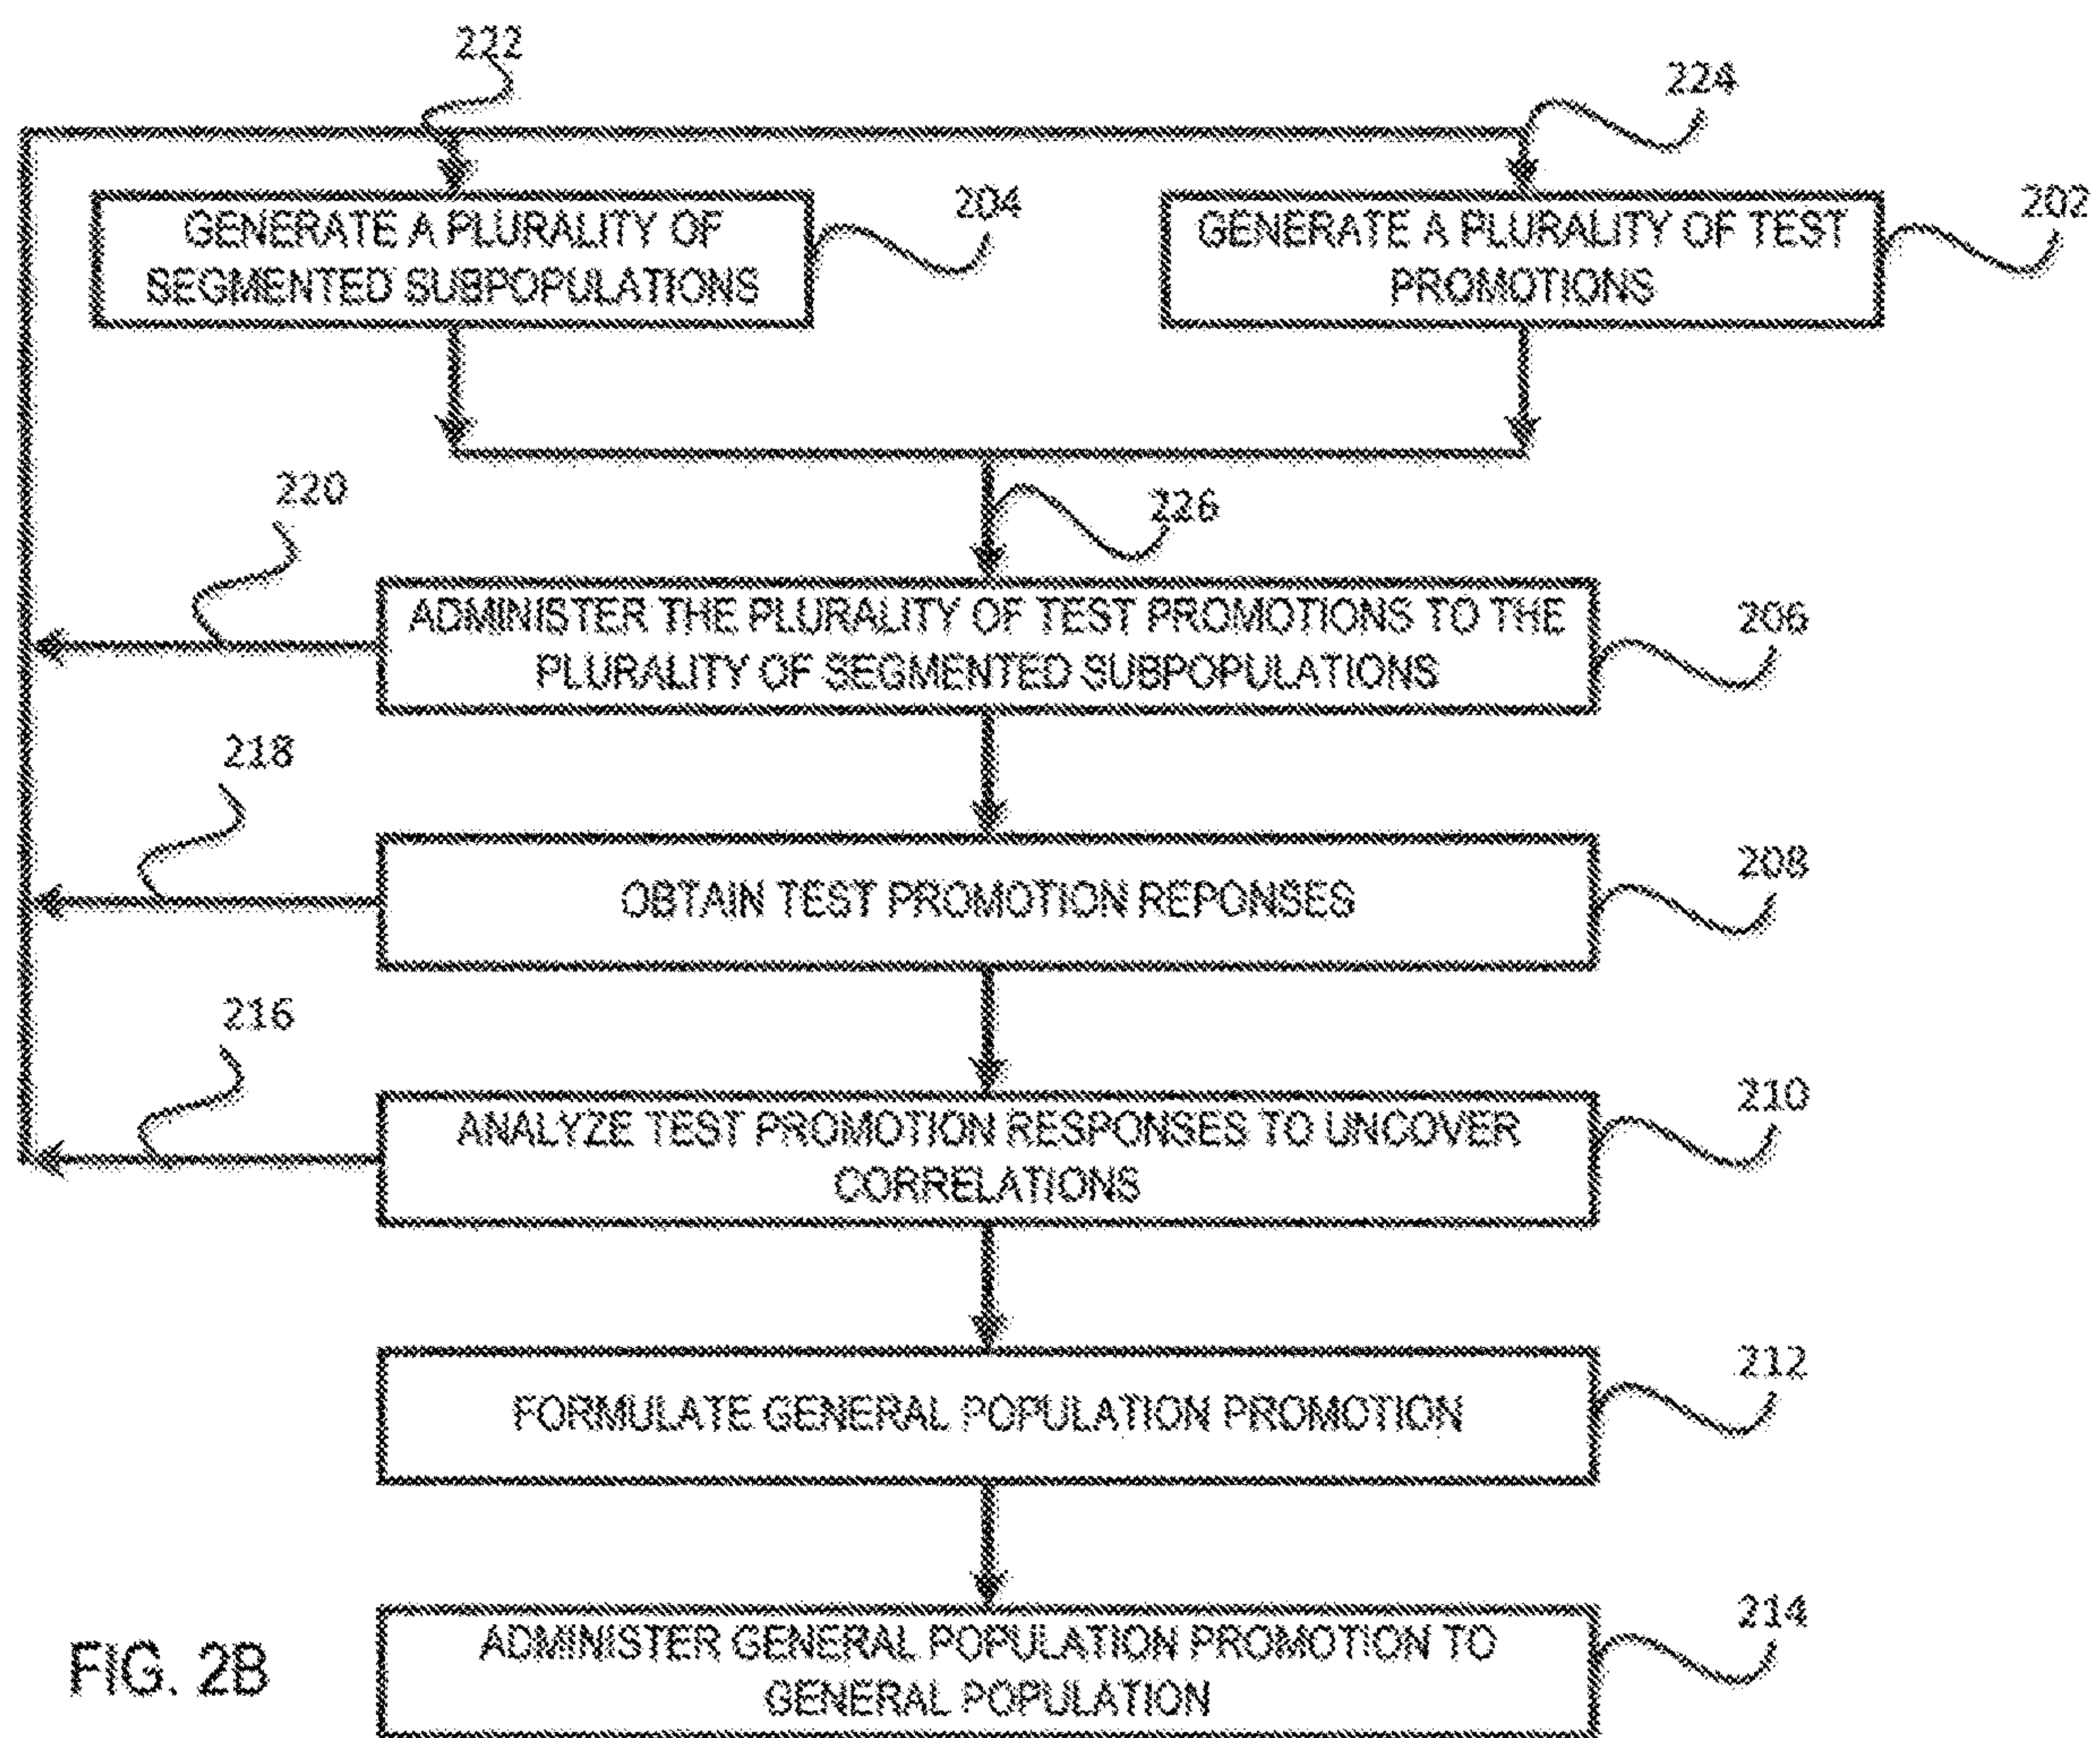 222
224
204
202
GENERATE A PLURALITY OF
SEGMENTED SUBPOPULATIONS
GENERATE A PLURALITY OF TEST
PROMOTIONS
220
226
206
ADMINISTER THE PLURALITY OF TEST PROMOTIONS TO THE
PLURALITY OF SEGMENTED SUBPOPULATIONS
218
208
OBTAIN TEST PROMOTION REPONSES
216
210
ANALYZE TEST PROMOTION RESPONSES TO UNCOVER
CORRELATIONS
212
FORMULATE GENERAL POPULATION PROMOTION
214
ADMINISTER GENERAL POPULATION PROMOTION TO
GENERAL POPULATION
FIG. 2B